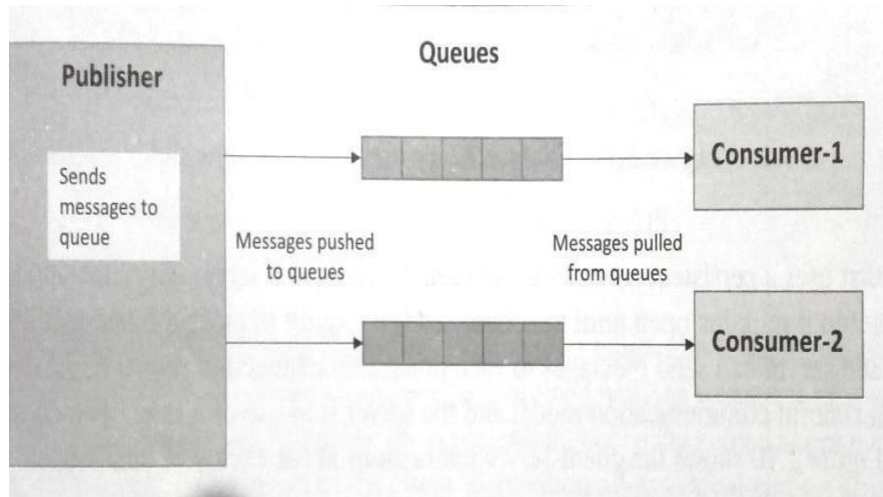 Publisher
Queues
Sends
messages to
queue
Consumer-1
Messages pushed
to queues
Messages pulled
from queues
Consumer-2